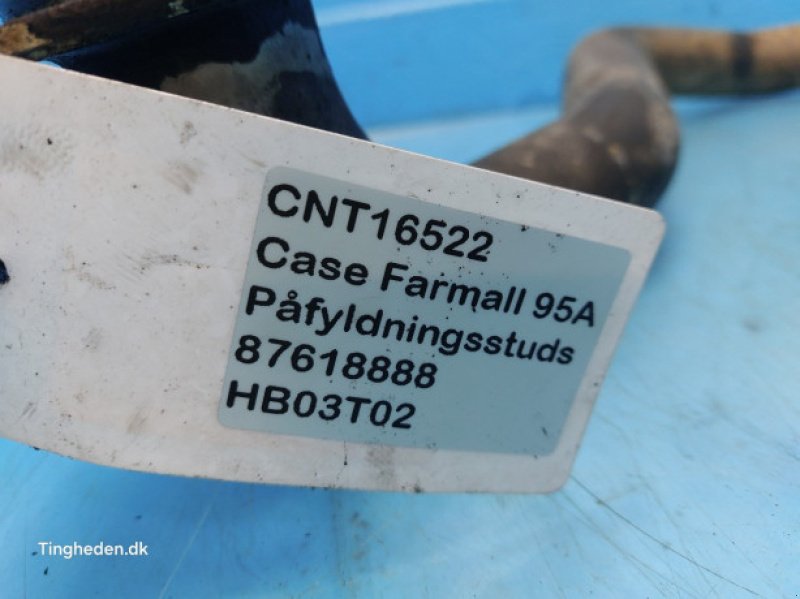 CNT16522
Case Farmall 95A
Påfyldningsstuds
87618888
HB03T02
Tingheden.dk